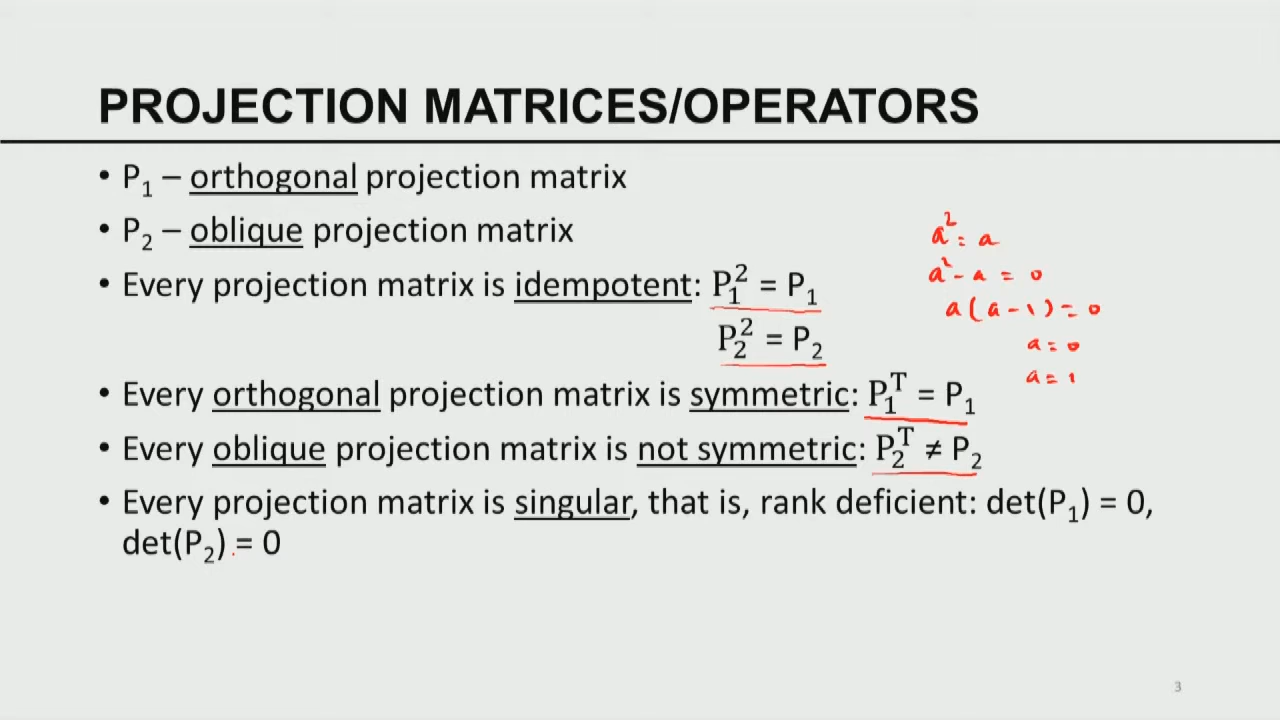 PROJECTION MATRICES/OPERATORS
• P₁ – orthogonal projection matrix
• P₂ – oblique projection matrix
• Every projection matrix is idempotent: P₁² = P₁
P₂² = P₂
• Every orthogonal projection matrix is symmetric: P₁ᵀ = P₁
• Every oblique projection matrix is not symmetric: P₂ᵀ ≠ P₂
• Every projection matrix is singular, that is, rank deficient: det(P₁) = 0,
det(P₂) = 0
a² = a
a² - a = 0
a(a-1) = 0
a = 0
a = 1
3